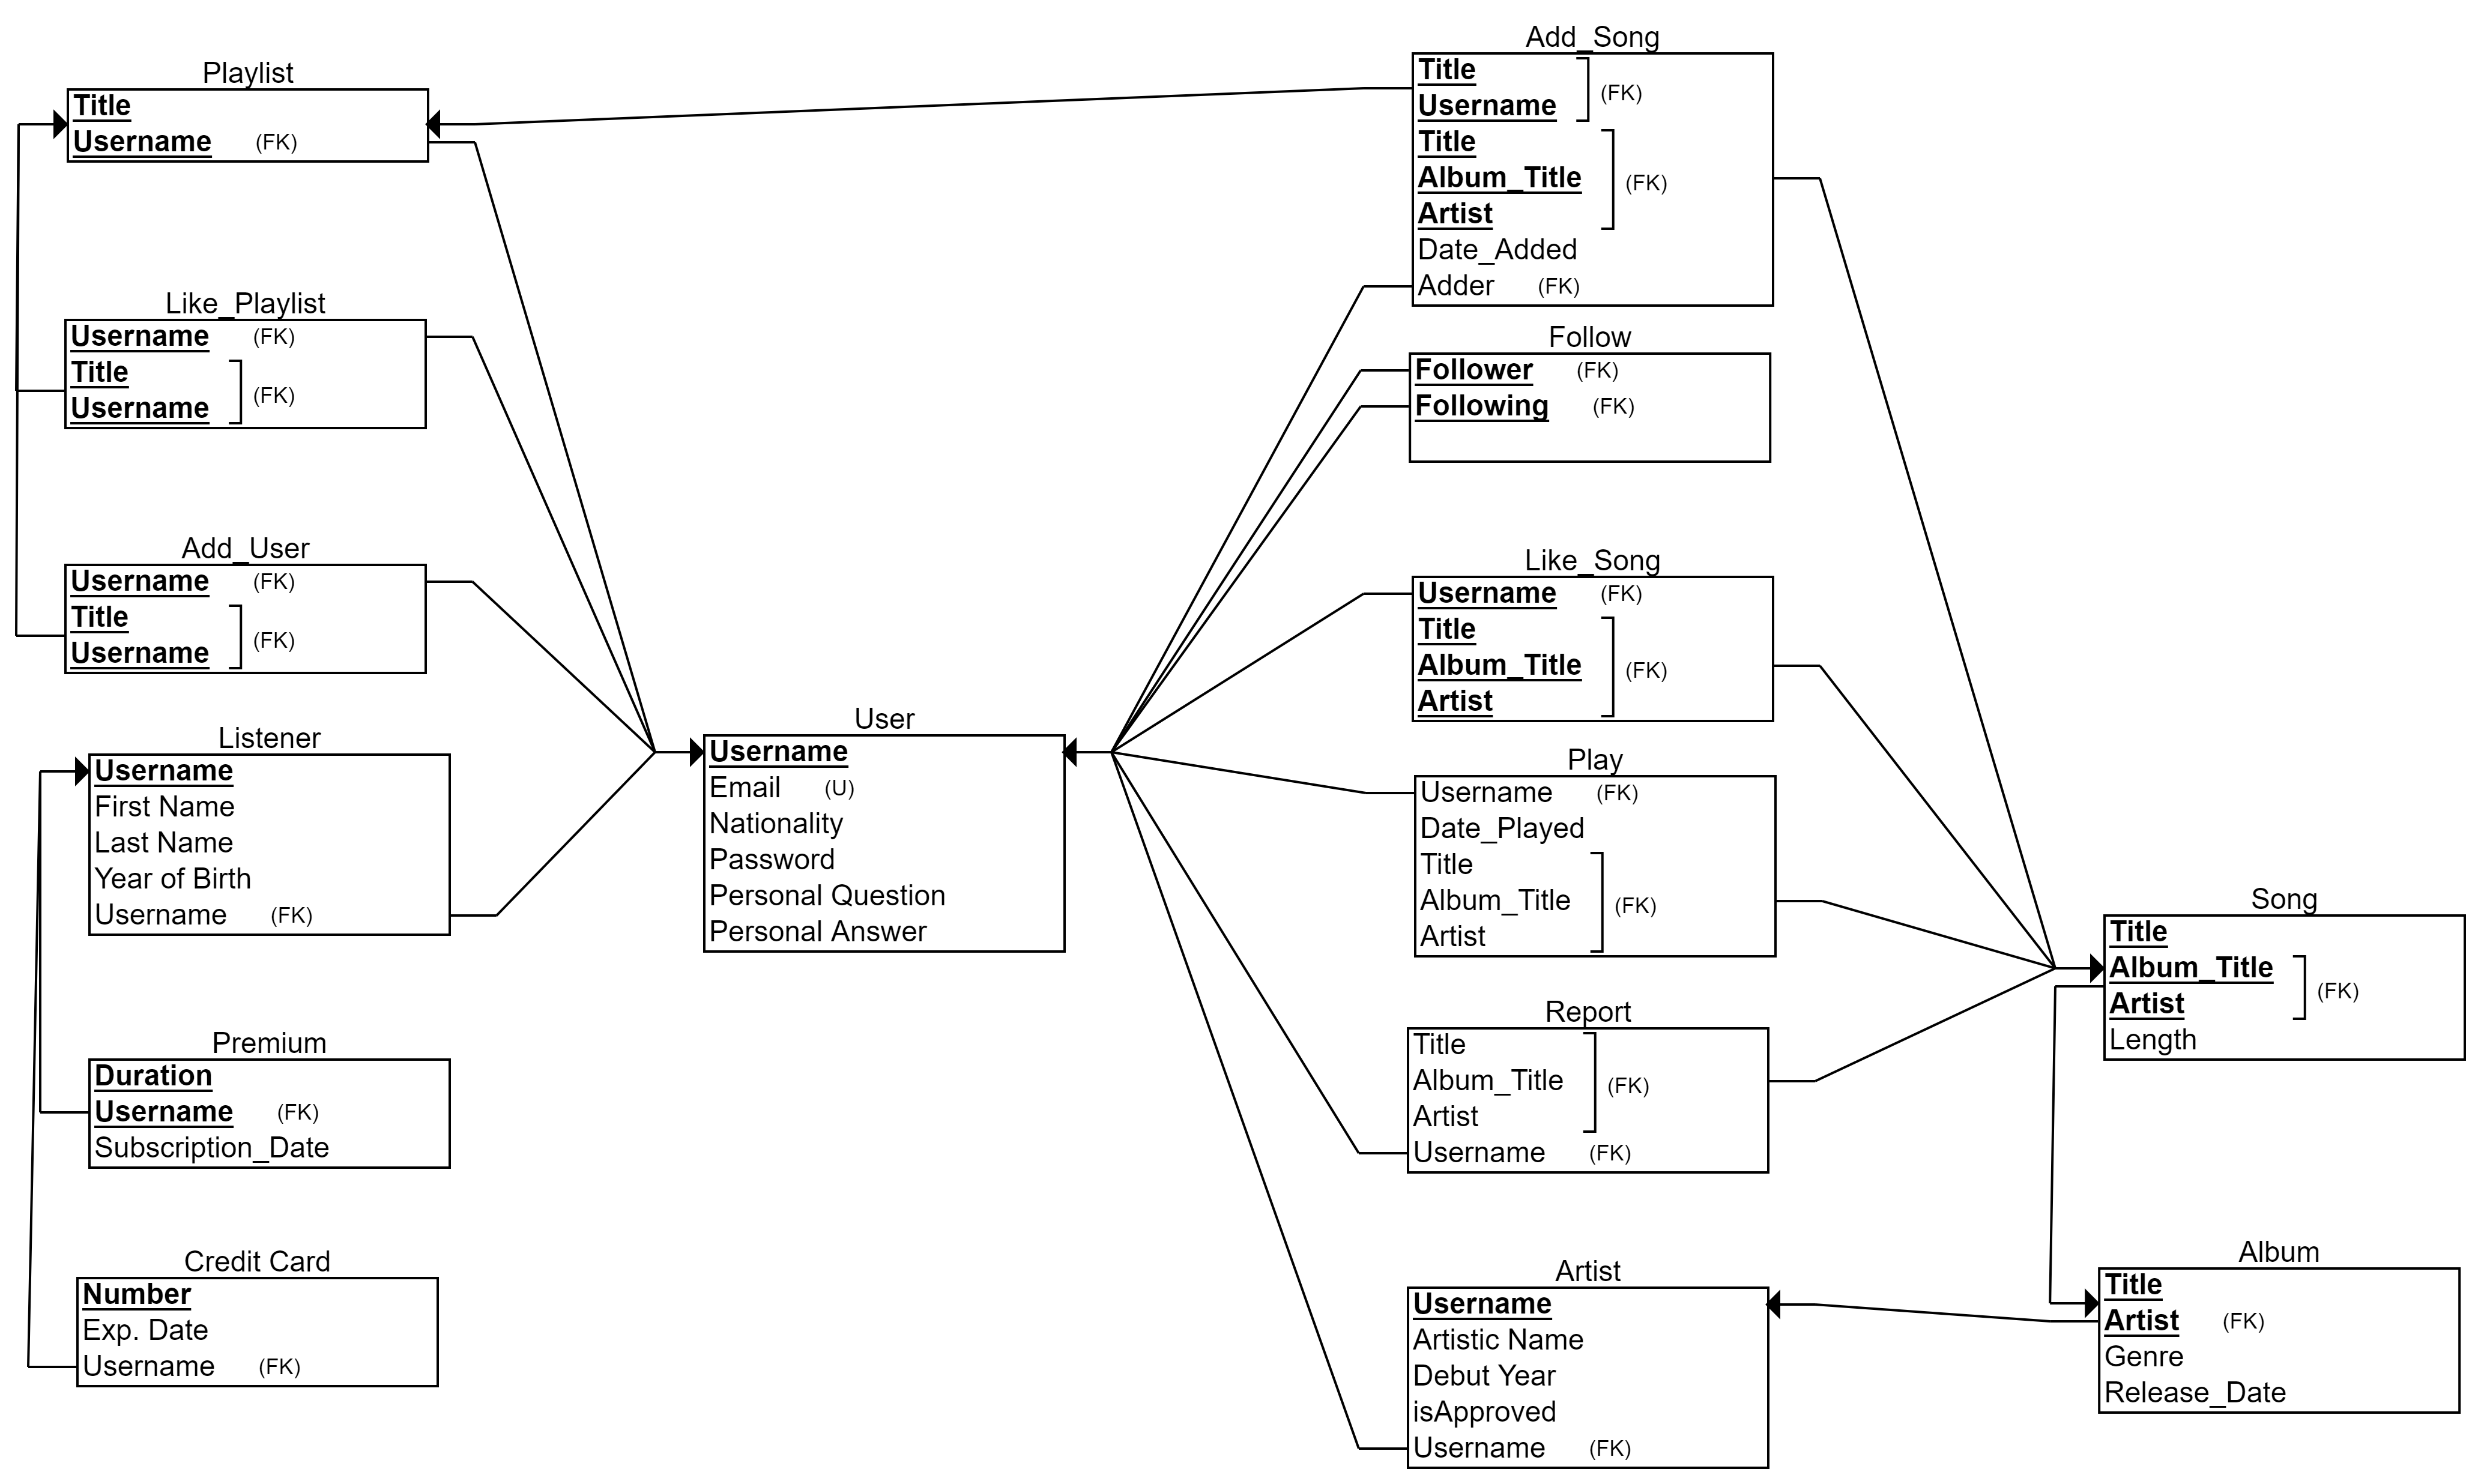 Playlist
Title
Username (FK)
Like_Playlist
Username (FK)
Title
Username
(FK)
Add_User
Username (FK)
Title
Username
(FK)
Listener
Username
First Name
Last Name
Year of Birth
Username (FK)
Premium
Duration
Username (FK)
Subscription_Date
Credit Card
Number
Exp. Date
Username (FK)
User
Username
Email (U)
Nationality
Password
Personal Question
Personal Answer
Add_Song
Title
Username
(FK)
Title
Album_Title
Artist
(FK)
Date_Added
Adder (FK)
Follow
Follower (FK)
Following (FK)
Like_Song
Username (FK)
Title
Album_Title
Artist
(FK)
Play
Username (FK)
Date_Played
Title
Album_Title
Artist
(FK)
Report
Title
Album_Title
Artist
(FK)
Username (FK)
Artist
Username
Artistic Name
Debut Year
isApproved
Username (FK)
Song
Title
Album_Title
Artist
(FK)
Length
Album
Title
Artist (FK)
Genre
Release_Date